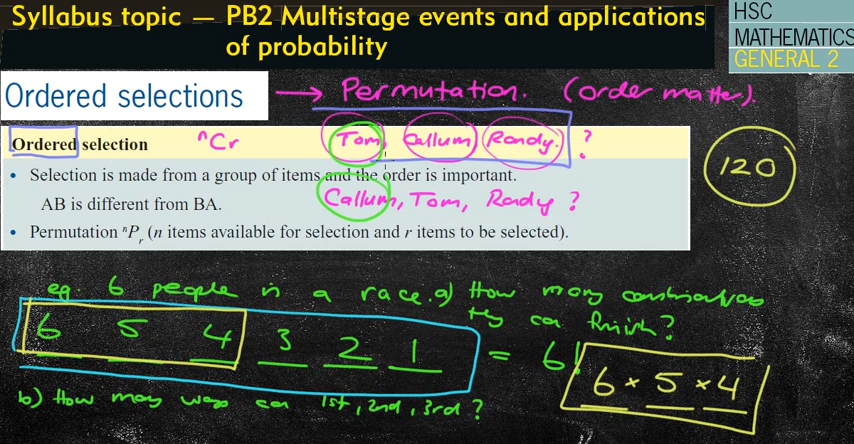 Syllabus topic — PB2 Multistage events and applications
of probability
HSC
MATHEMATICS
GENERAL 2
Ordered selections → Permutation. (order matter).
Ordered selection nCr Tom, Callum, Randy. ?
• Selection is made from a group of items and the order is important.
AB is different from BA. Callum, Tom, Randy ?
• Permutation ⁿPᵣ (n items available for selection and r items to be selected).
120
eg. 6 people in a race. a) How many combinations
they can finish?
6 5 4 3 2 1 = 6!
6 × 5 × 4
b) How many ways can 1st, 2nd, 3rd ?